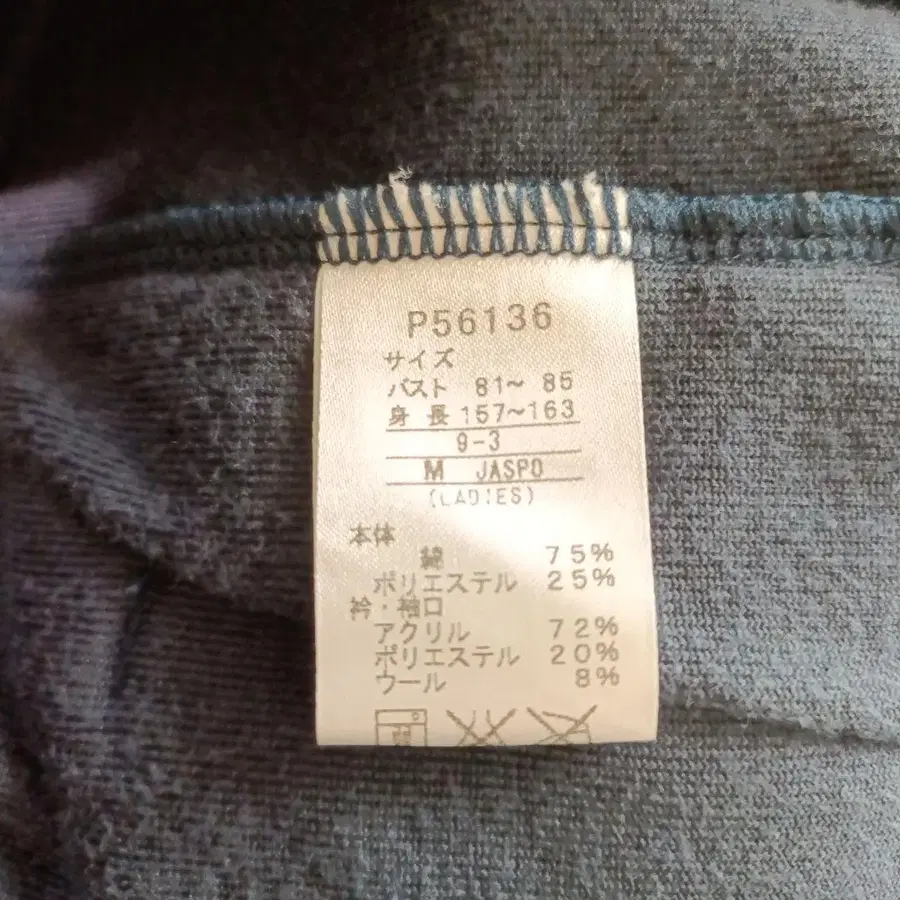 P56136
サイズ
バスト 81〜 85
身 長 157〜163
9-3
M JASPO
(LADIES)
本体
綿 75%
ポリエステル 25%
衿・袖口
アクリル 72%
ポリエステル 20%
ウール 8%